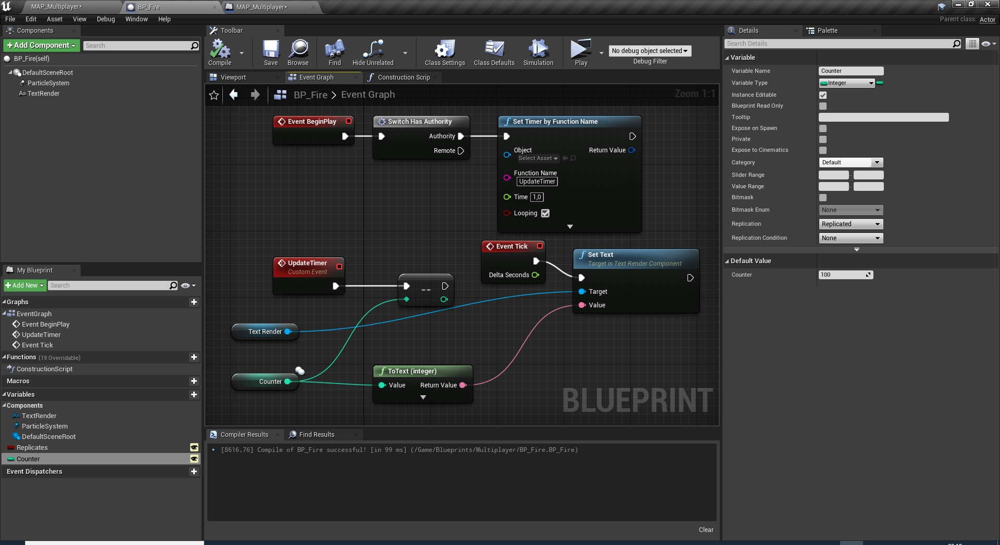 MAP_Multiplayer*
BP_Fire
MAP_Multiplayer*
File Edit Asset View Debug Window Help
Parent class: Actor
Components
+Add Component
Search
BP_Fire(self)
DefaultSceneRoot
ParticleSystem
Aa TextRender
My Blueprint
+Add New
Search
Graphs
EventGraph
Event BeginPlay
UpdateTimer
Event Tick
Functions (19 Overridable)
ConstructionScript
Macros
Variables
Components
Aa TextRender
ParticleSystem
DefaultSceneRoot
Replicates
Counter
Event Dispatchers
Toolbar
Compile
Save
Browse
Find
Hide Unrelated
Class Settings
Class Defaults
Simulation
Play
No debug object selected
Debug Filter
Viewport
Event Graph
f Construction Scrip
BP_Fire > Event Graph
Zoom 1:1
Event BeginPlay
Switch Has Authority
Authority
Remote
f Set Timer by Function Name
Object
Select Asset
Return Value
Function Name
UpdateTimer
Time 1,0
Looping
UpdateTimer
Custom Event
--
Event Tick
Delta Seconds
f Set Text
Target is Text Render Component
Target
Value
Text Render
Counter
f ToText (integer)
Value Return Value
BLUEPRINT
Compiler Results
Find Results
• [8616,76] Compile of BP_Fire successful! [in 99 ms] (/Game/Blueprints/Multiplayer/BP_Fire.BP_Fire)
Clear
Details
Palette
Search Details
Variable
Variable Name Counter
Variable Type Integer
Instance Editable
Blueprint Read Only
Tooltip
Expose on Spawn
Private
Expose to Cinematics
Category Default
Slider Range ..
Value Range ..
Bitmask
Bitmask Enum None
Replication Replicated
Replication Condition None
Default Value
Counter 100